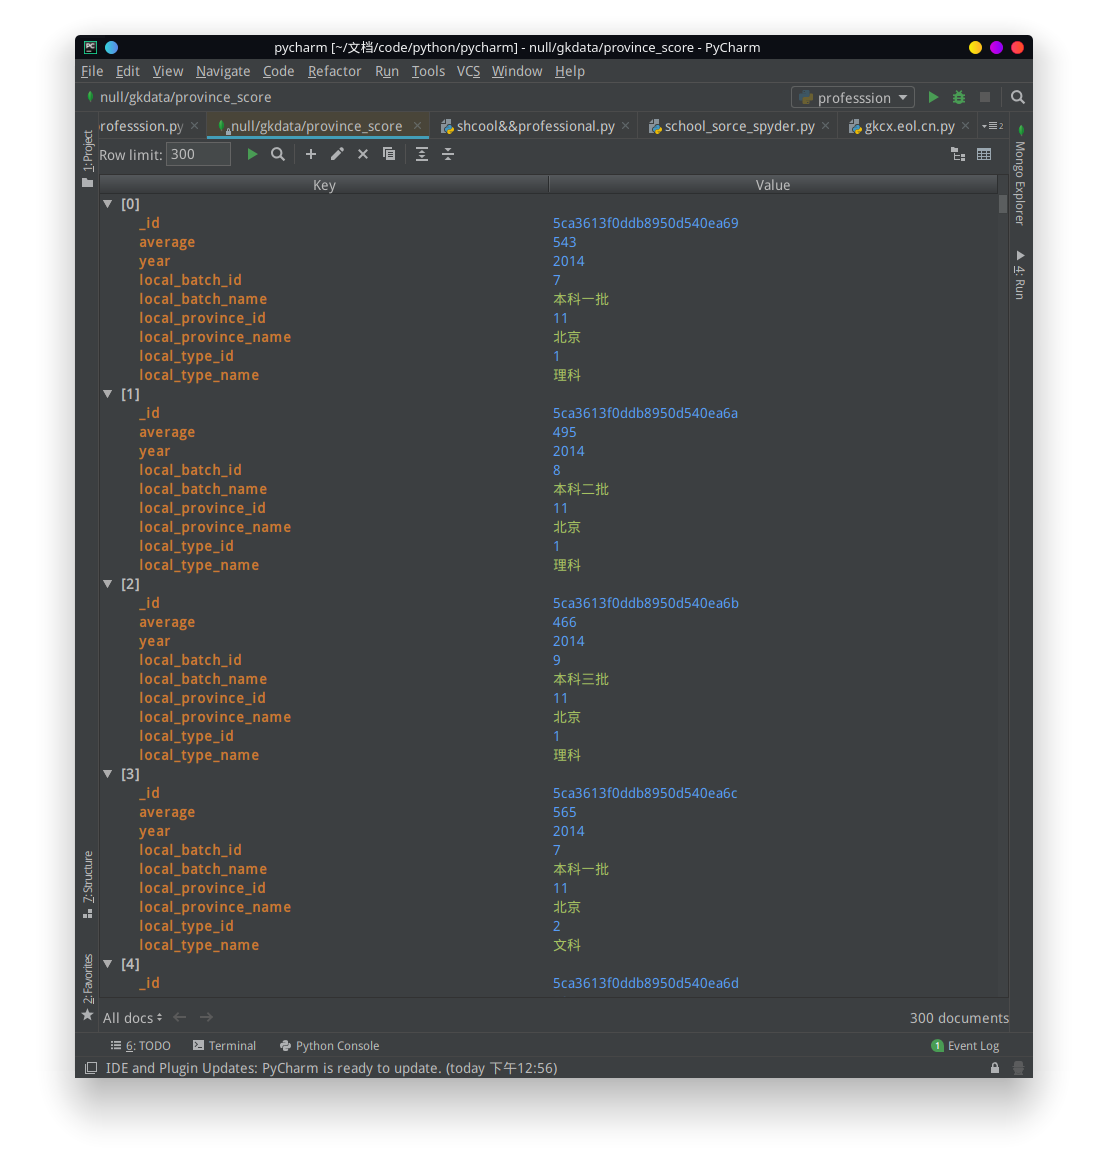 pycharm [~/文档/code/python/pycharm] - null/gkdata/province_score - PyCharm
File Edit View Navigate Code Refactor Run Tools VCS Window Help
null/gkdata/province_score professsion
rofesssion.py null/gkdata/province_score shcool&&professional.py school_sorce_spyder.py gkcx.eol.cn.py
1: Project
Row limit: 300
Mongo Explorer
4: Run
Key Value
[0]
_id 5ca3613f0ddb8950d540ea69
average 543
year 2014
local_batch_id 7
local_batch_name 本科一批
local_province_id 11
local_province_name 北京
local_type_id 1
local_type_name 理科
[1]
_id 5ca3613f0ddb8950d540ea6a
average 495
year 2014
local_batch_id 8
local_batch_name 本科二批
local_province_id 11
local_province_name 北京
local_type_id 1
local_type_name 理科
[2]
_id 5ca3613f0ddb8950d540ea6b
average 466
year 2014
local_batch_id 9
local_batch_name 本科三批
local_province_id 11
local_province_name 北京
local_type_id 1
local_type_name 理科
[3]
_id 5ca3613f0ddb8950d540ea6c
average 565
year 2014
local_batch_id 7
local_batch_name 本科一批
local_province_id 11
local_province_name 北京
local_type_id 2
local_type_name 文科
[4]
_id 5ca3613f0ddb8950d540ea6d
7: Structure
2: Favorites
All docs 300 documents
6: TODO Terminal Python Console 1 Event Log
IDE and Plugin Updates: PyCharm is ready to update. (today 下午12:56)